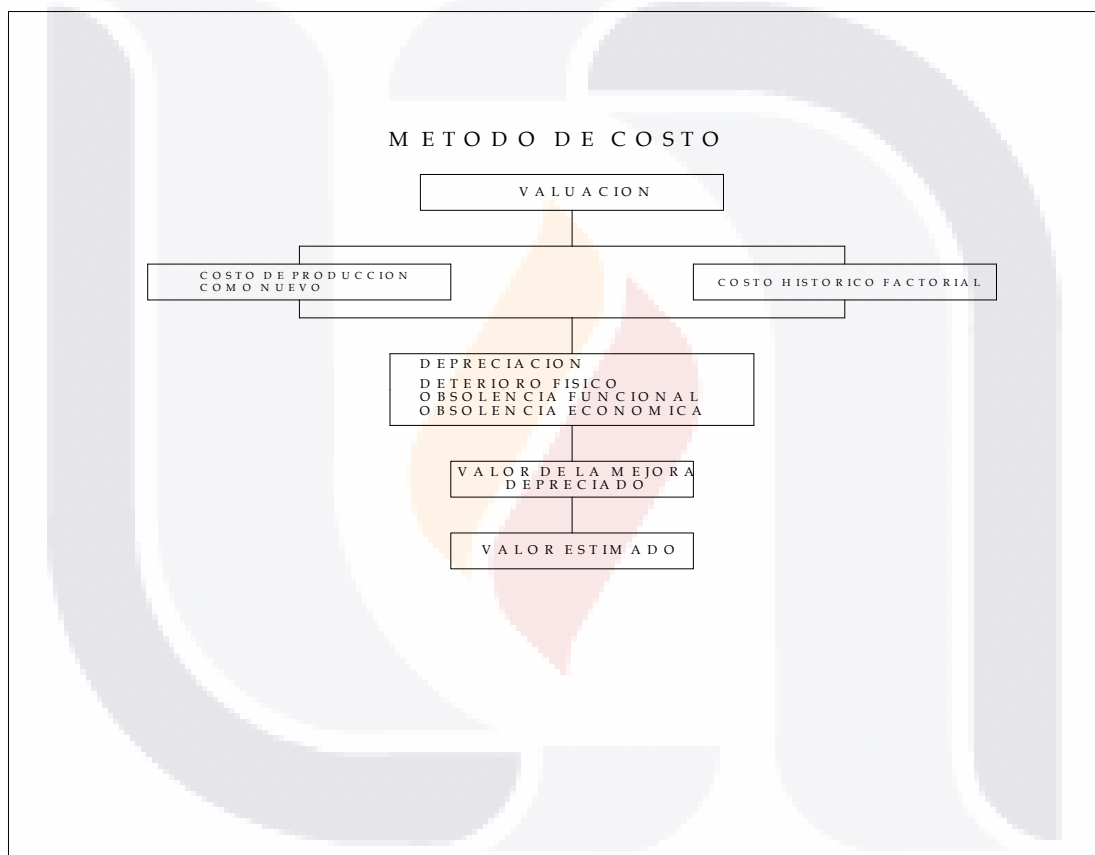 METODO DE COSTO
VALUACION
COSTO DE PRODUCCION
COMO NUEVO
COSTO HISTORICO FACTORIAL
DEPRECIACION
DETERIORO FISICO
OBSOLENCIA FUNCIONAL
OBSOLENCIA ECONOMICA
VALOR DE LA MEJORA
DEPRECIADO
VALOR ESTIMADO